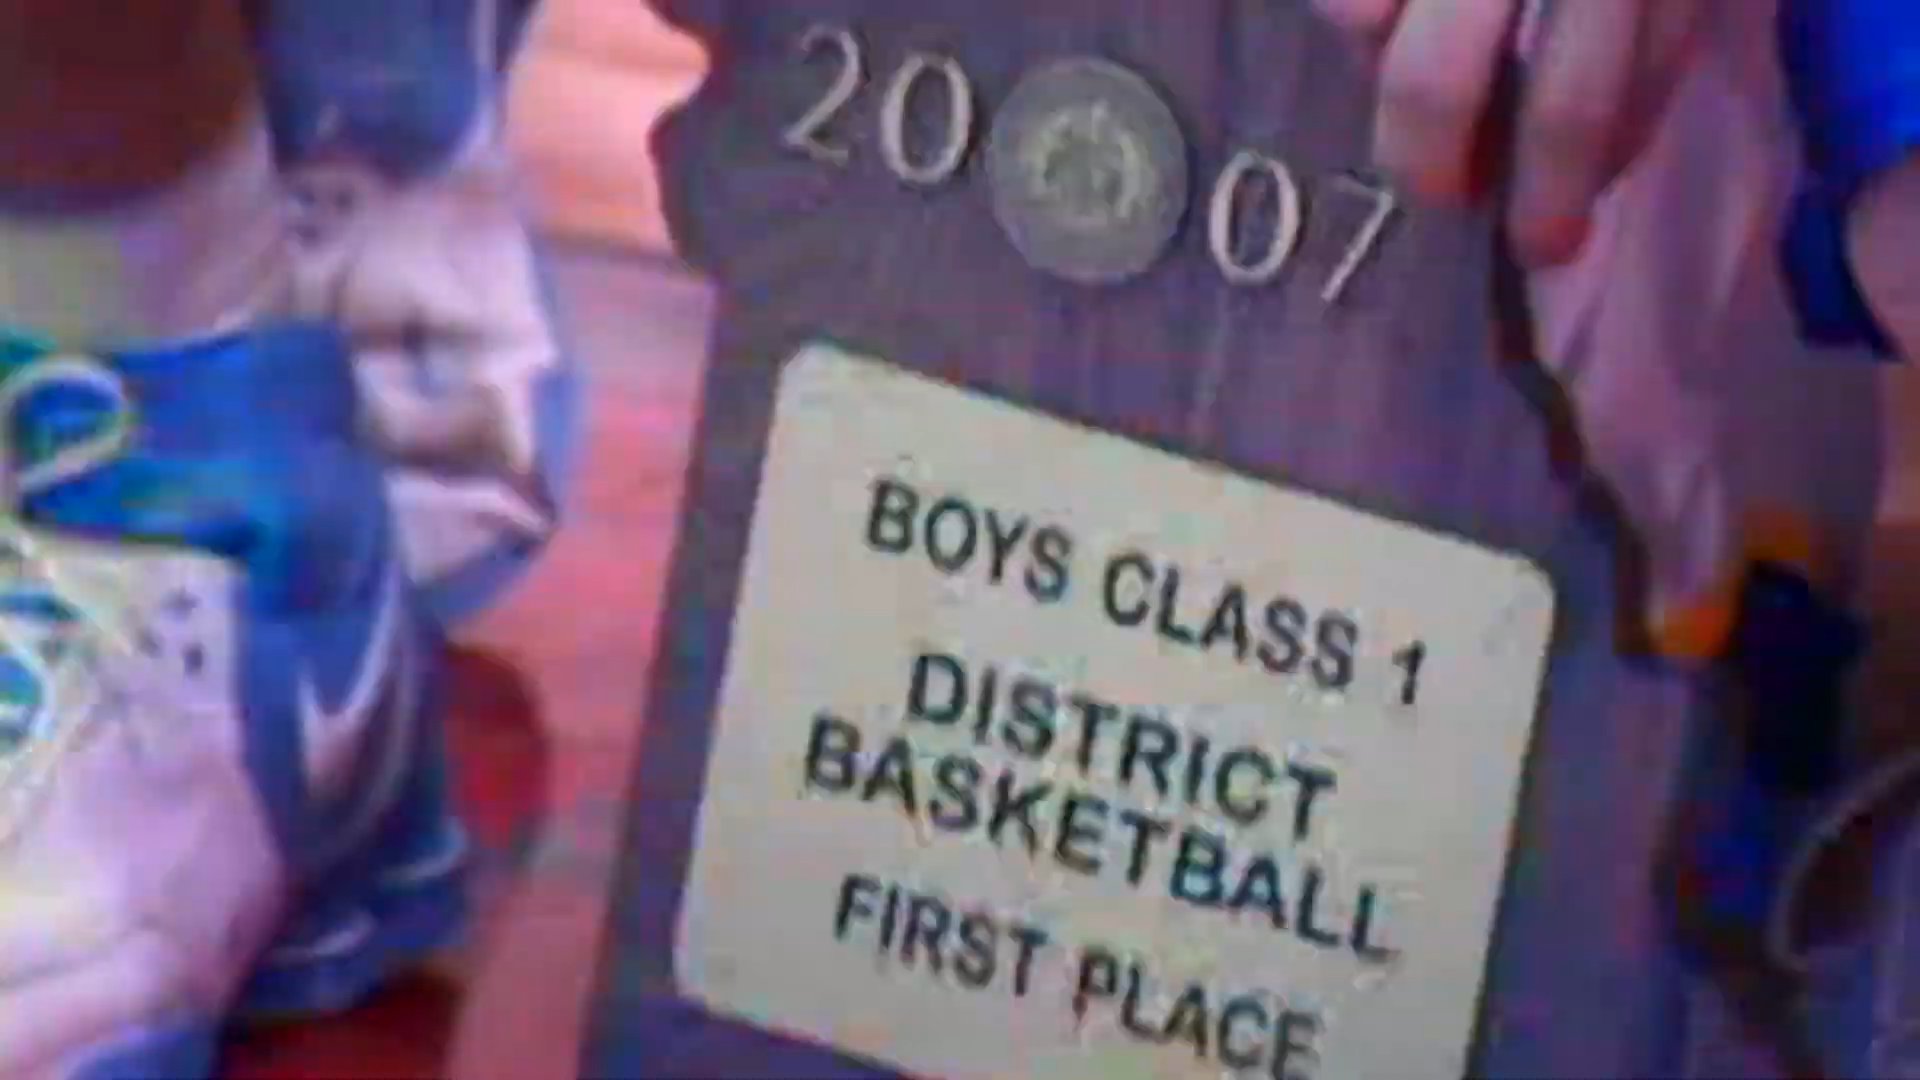 2007
BOYS CLASS 1
DISTRICT
BASKETBALL
FIRST PLACE